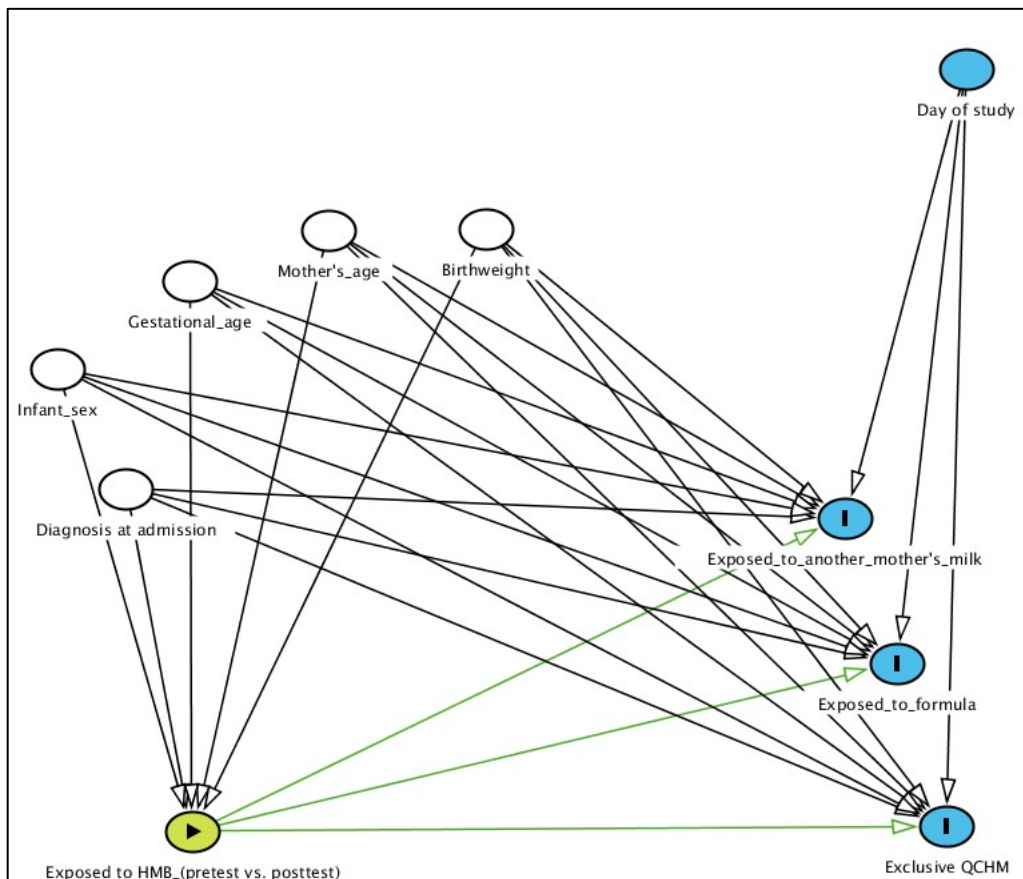 Day of study
Mother's_age
Birthweight
Gestational_age
Infant_sex
Diagnosis at admission
Exposed_to_another_mother's_milk
Exposed_to_formula
Exposed to HMB_(pretest vs. posttest)
Exclusive QCHM